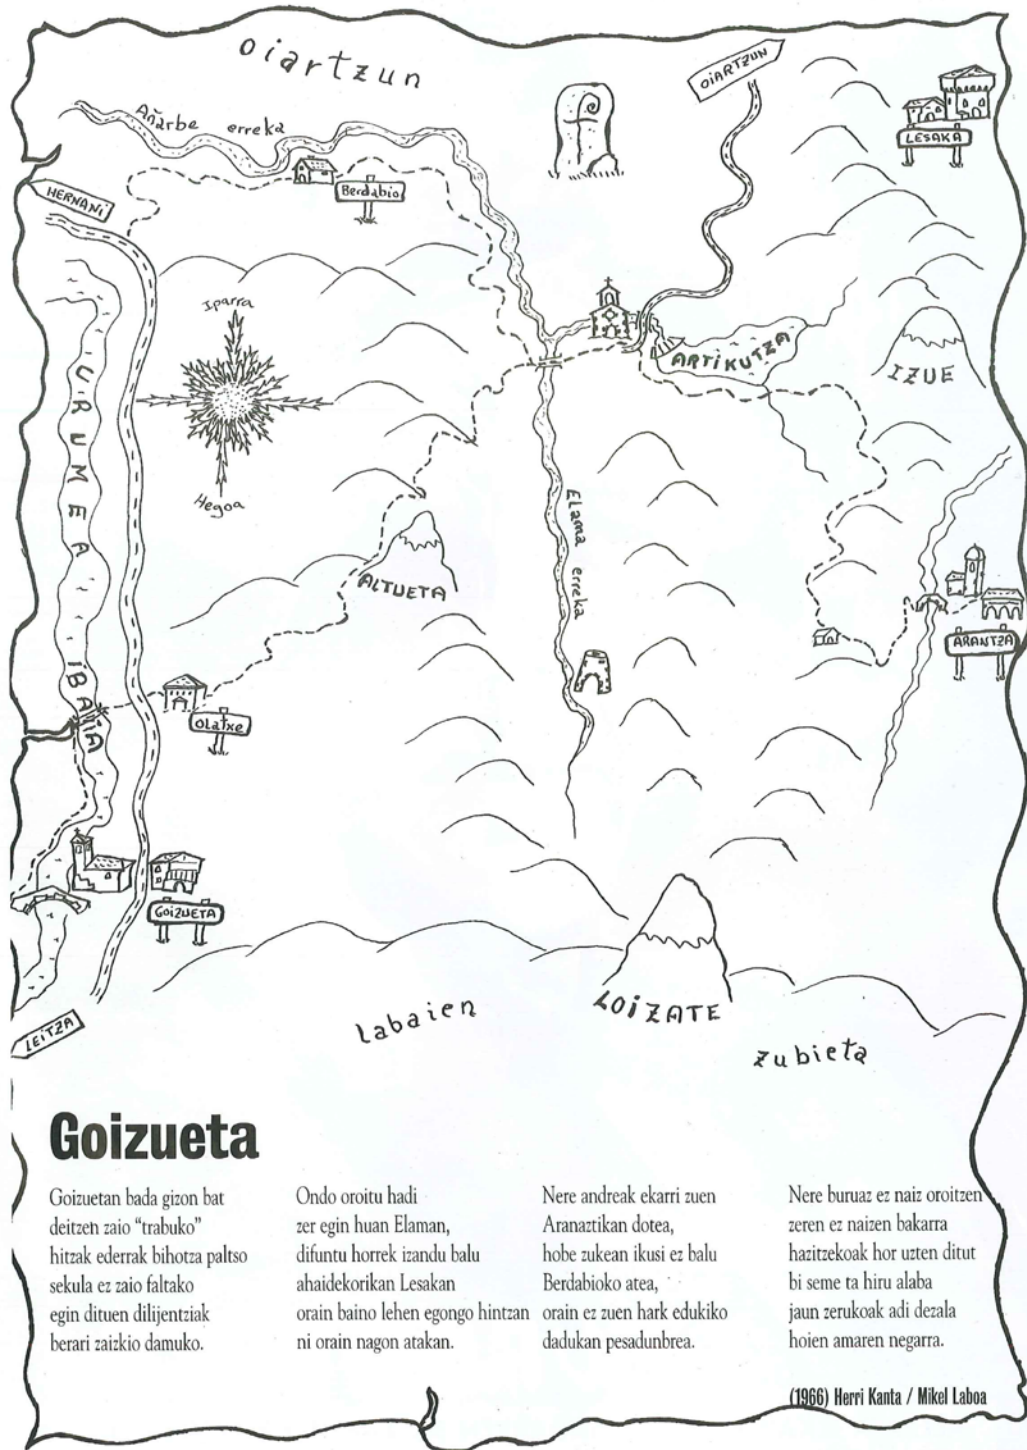 oiartzun
OiARTZUN
LESAKA
Añarbe erreka
HERNANI
Berdabio
Iparra
ARTIKUTZA
IZUE
URUMEA iBAIA
Hegoa
Elama erreka
ALTUETA
ARANTZA
Olatxe
GOiZUETA
LEiTZA
Labaien
LOiZATE
zubieta
Goizueta
Goizuetan bada gizon bat
deitzen zaio “trabuko”
hitzak ederrak bihotza paltso
sekula ez zaio faltako
egin dituen dilijentziak
berari zaizkio damuko.
Ondo oroitu hadi
zer egin huan Elaman,
difuntu horrek izandu balu
ahaidekorikan Lesakan
orain baino lehen egongo hintzan
ni orain nagon atakan.
Nere andreak ekarri zuen
Aranaztikan dotea,
hobe zukean ikusi ez balu
Berdabioko atea,
orain ez zuen hark edukiko
dadukan pesadunbrea.
Nere buruaz ez naiz oroitzen
zeren ez naizen bakarra
hazitzekoak hor uzten ditut
bi seme ta hiru alaba
jaun zerukoak adi dezala
hoien amaren negarra.
(1966) Herri Kanta / Mikel Laboa